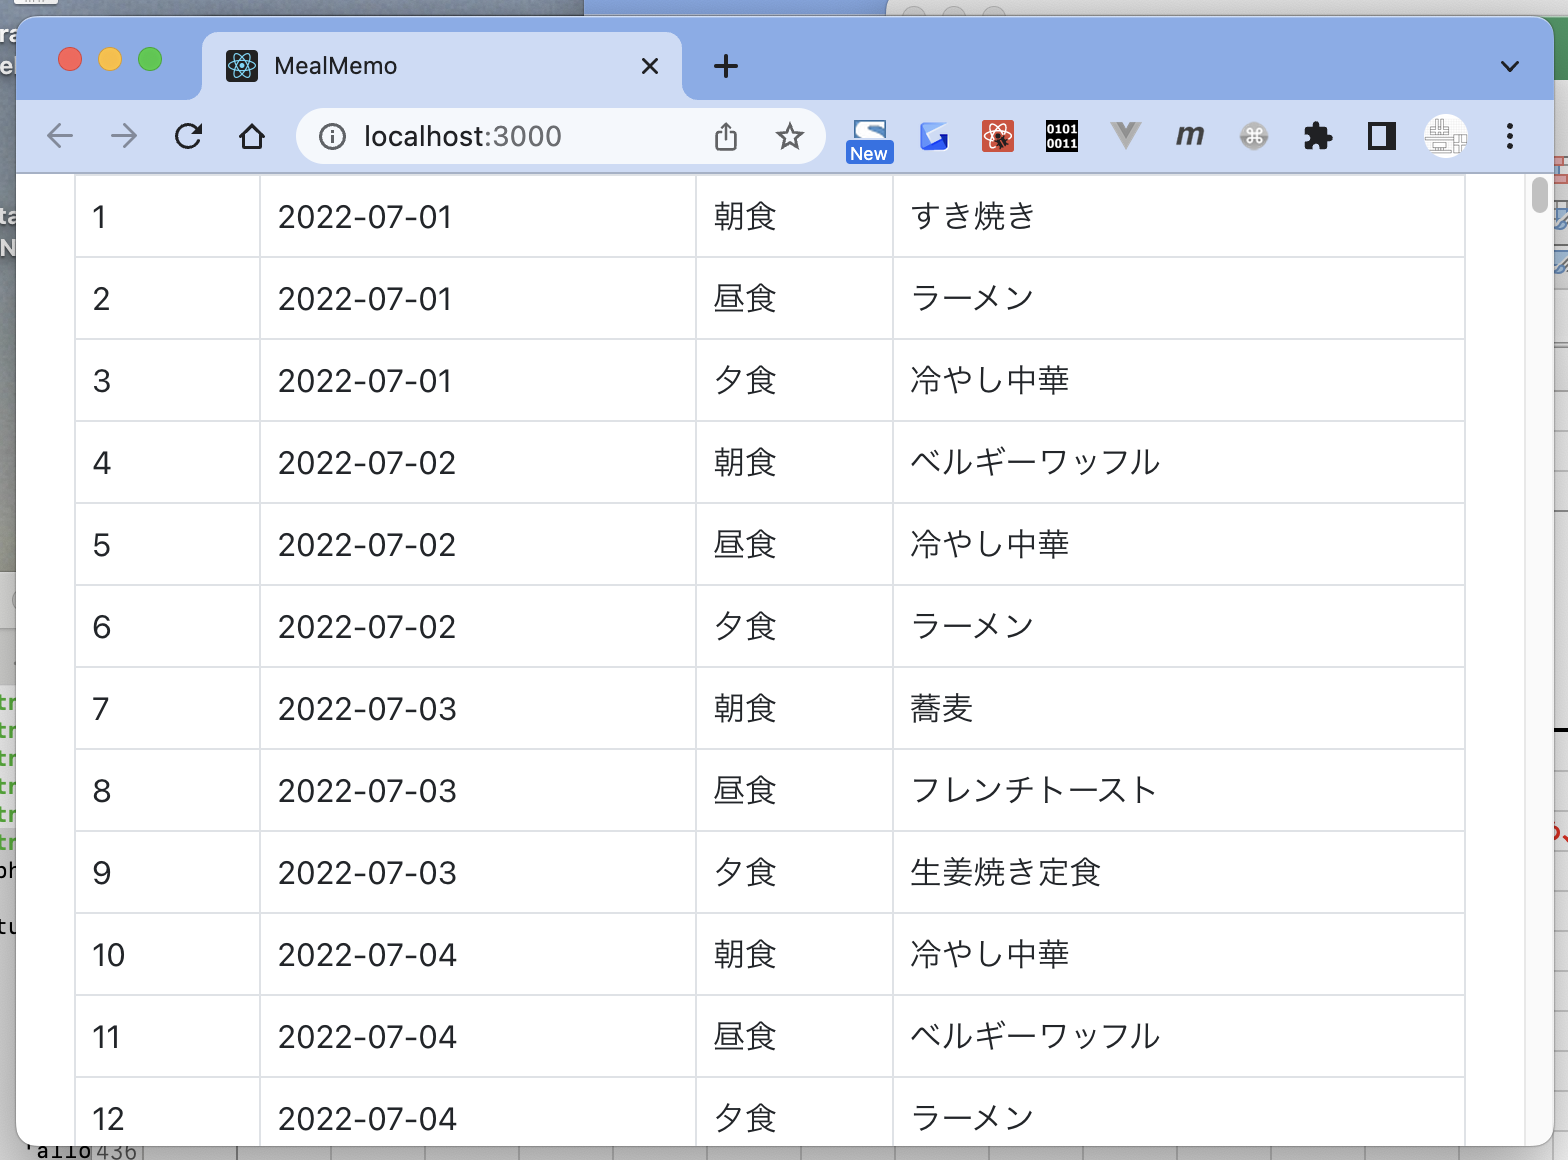 MealMemo
localhost:3000
New
0101
0011
m
1 2022-07-01 朝食 すき焼き
2 2022-07-01 昼食 ラーメン
3 2022-07-01 夕食 冷やし中華
4 2022-07-02 朝食 ベルギーワッフル
5 2022-07-02 昼食 冷やし中華
6 2022-07-02 夕食 ラーメン
7 2022-07-03 朝食 蕎麦
8 2022-07-03 昼食 フレンチトースト
9 2022-07-03 夕食 生姜焼き定食
10 2022-07-04 朝食 冷やし中華
11 2022-07-04 昼食 ベルギーワッフル
12 2022-07-04 夕食 ラーメン
'allo 436